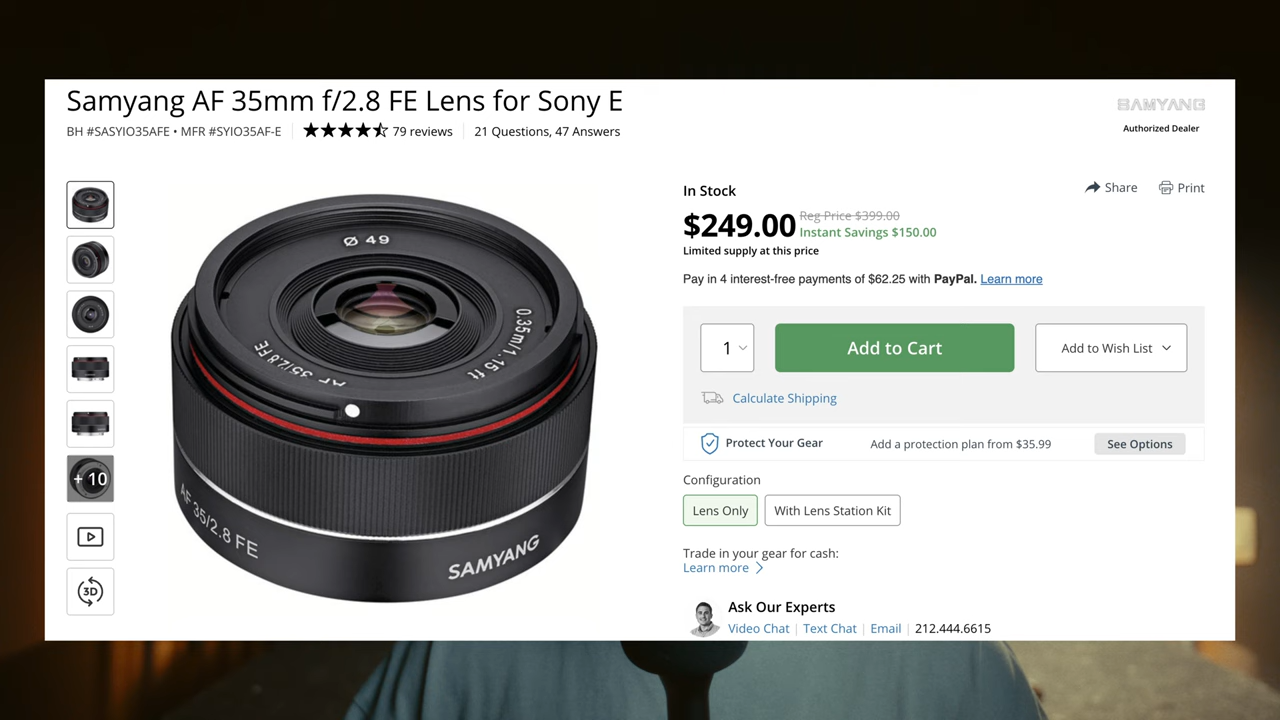 Samyang AF 35mm f/2.8 FE Lens for Sony E
BH #SASYIO35AFE • MFR #SYIO35AF-E
79 reviews
21 Questions, 47 Answers
SAMYANG
Authorized Dealer
+ 10
3D
Ø 49
0.35m/1.15 ft
AF 35/2.8 FE
AF 35/2.8 FE
SAMYANG
In Stock
Share
Print
$249.00 Reg Price $399.00
Instant Savings $150.00
Limited supply at this price
Pay in 4 interest-free payments of $62.25 with PayPal. Learn more
1
Add to Cart
Add to Wish List
Calculate Shipping
Protect Your Gear
Add a protection plan from $35.99
See Options
Configuration
Lens Only
With Lens Station Kit
Trade in your gear for cash:
Learn more
Ask Our Experts
Video Chat | Text Chat | Email | 212.444.6615